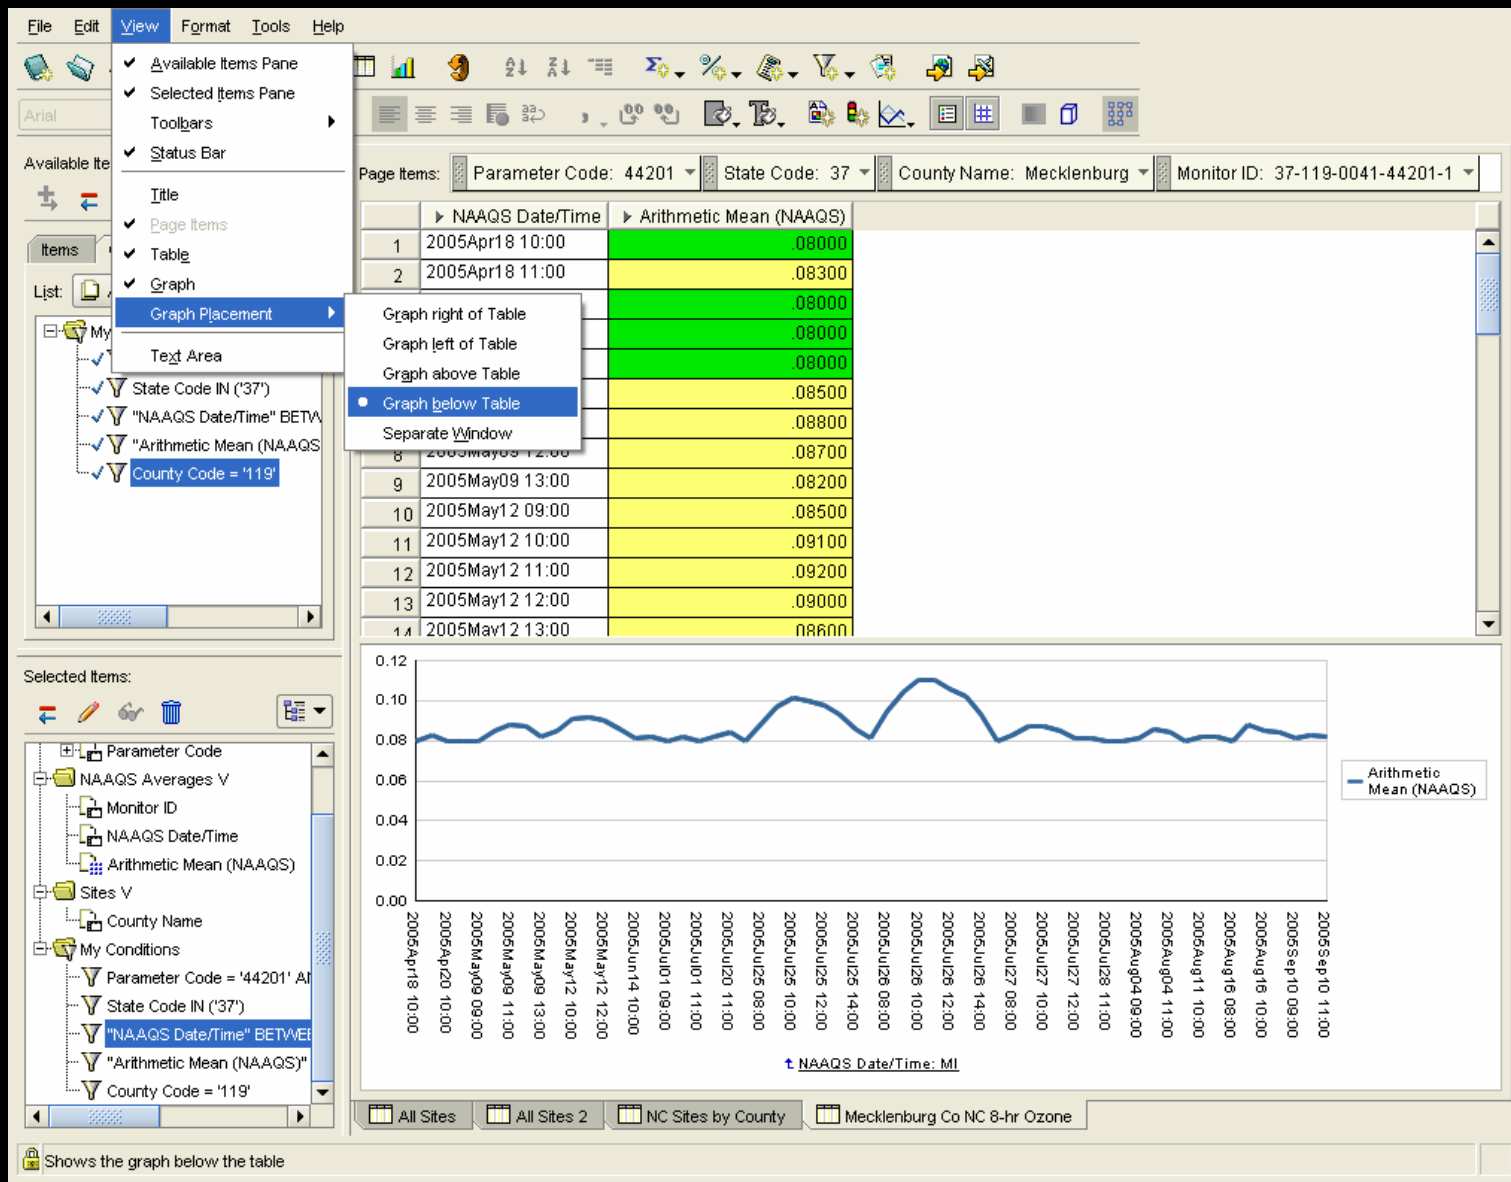 File Edit View Format Tools Help
Available Items Pane
Selected Items Pane
Toolbars
Status Bar
Title
Page Items
Table
Graph
Graph Placement
Text Area
Graph right of Table
Graph left of Table
Graph above Table
Graph below Table
Separate Window
Arial
Available Ite
Items
List:
My
State Code IN ('37')
"NAAQS Date/Time" BETW
"Arithmetic Mean (NAAQS
County Code = '119'
Page Items: Parameter Code: 44201 State Code: 37 County Name: Mecklenburg Monitor ID: 37-119-0041-44201-1
NAAQS Date/Time Arithmetic Mean (NAAQS)
1 2005Apr18 10:00 .08000
2 2005Apr18 11:00 .08300
.08000
.08000
.08000
.08500
.08800
8 2005May09 12:00 .08700
9 2005May09 13:00 .08200
10 2005May12 09:00 .08500
11 2005May12 10:00 .09100
12 2005May12 11:00 .09200
13 2005May12 12:00 .09000
14 2005May12 13:00 .08600
Selected Items:
Parameter Code
NAAQS Averages V
Monitor ID
NAAQS Date/Time
Arithmetic Mean (NAAQS)
Sites V
County Name
My Conditions
Parameter Code = '44201' AI
State Code IN ('37')
"NAAQS Date/Time" BETWEE
"Arithmetic Mean (NAAQS)"
County Code = '119'
0.12
0.10
0.08
0.06
0.04
0.02
0.00
2005Apr18 10:00
2005Apr20 10:00
2005May09 09:00
2005May09 11:00
2005May09 13:00
2005May12 10:00
2005May12 12:00
2005Jun14 10:00
2005Jul01 09:00
2005Jul01 11:00
2005Jul20 11:00
2005Jul25 08:00
2005Jul25 10:00
2005Jul25 12:00
2005Jul25 14:00
2005Jul26 08:00
2005Jul26 10:00
2005Jul26 12:00
2005Jul26 14:00
2005Jul27 08:00
2005Jul27 10:00
2005Jul27 12:00
2005Jul28 11:00
2005Aug04 09:00
2005Aug04 11:00
2005Aug11 10:00
2005Aug16 08:00
2005Aug16 10:00
2005Sep10 09:00
2005Sep10 11:00
NAAQS Date/Time: MI
Arithmetic
Mean (NAAQS)
All Sites All Sites 2 NC Sites by County Mecklenburg Co NC 8-hr Ozone
Shows the graph below the table